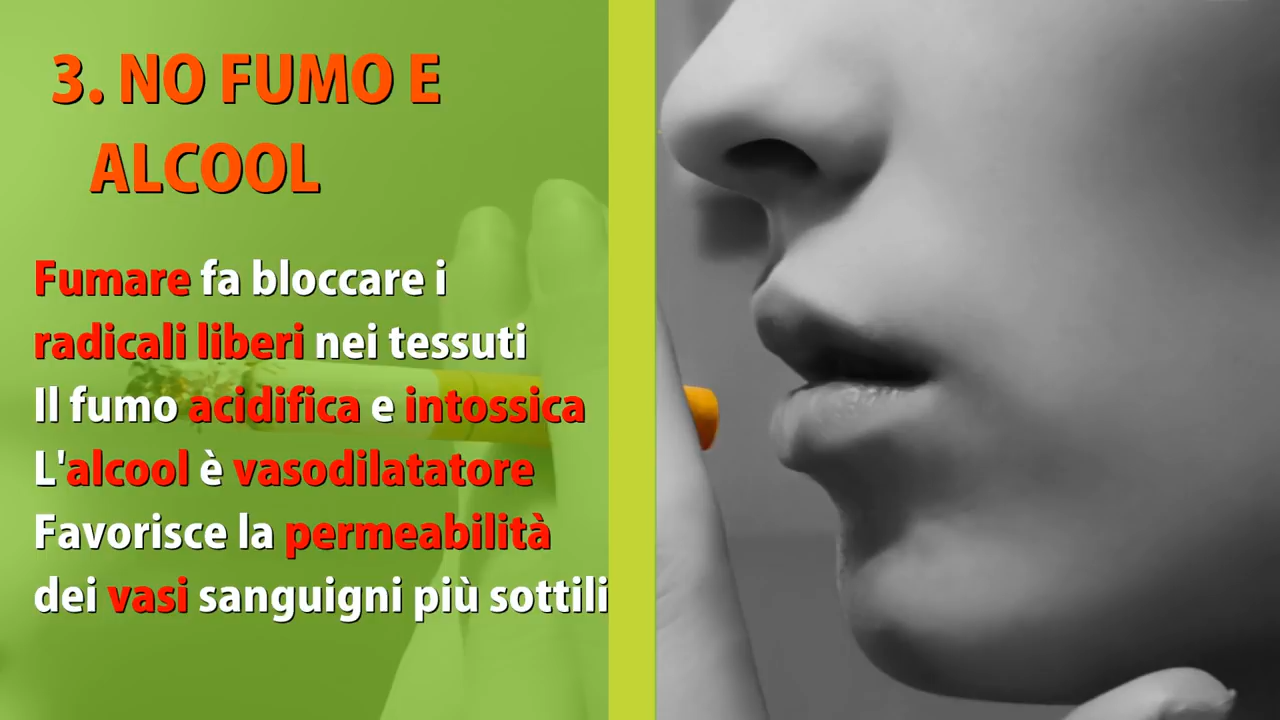 3. NO FUMO E
ALCOOL
Fumare fa bloccare i
radicali liberi nei tessuti
Il fumo acidifica e intossica
L'alcool è vasodilatatore
Favorisce la permeabilità
dei vasi sanguigni più sottili